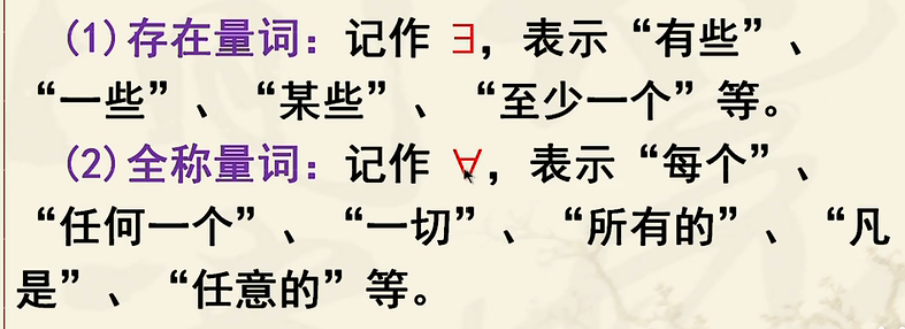 (1)存在量词：记作 ∃，表示“有些”、
“一些”、“某些”、“至少一个”等。
(2)全称量词：记作 ∀，表示“每个”、
“任何一个”、“一切”、“所有的”、“凡
是”、“任意的”等。